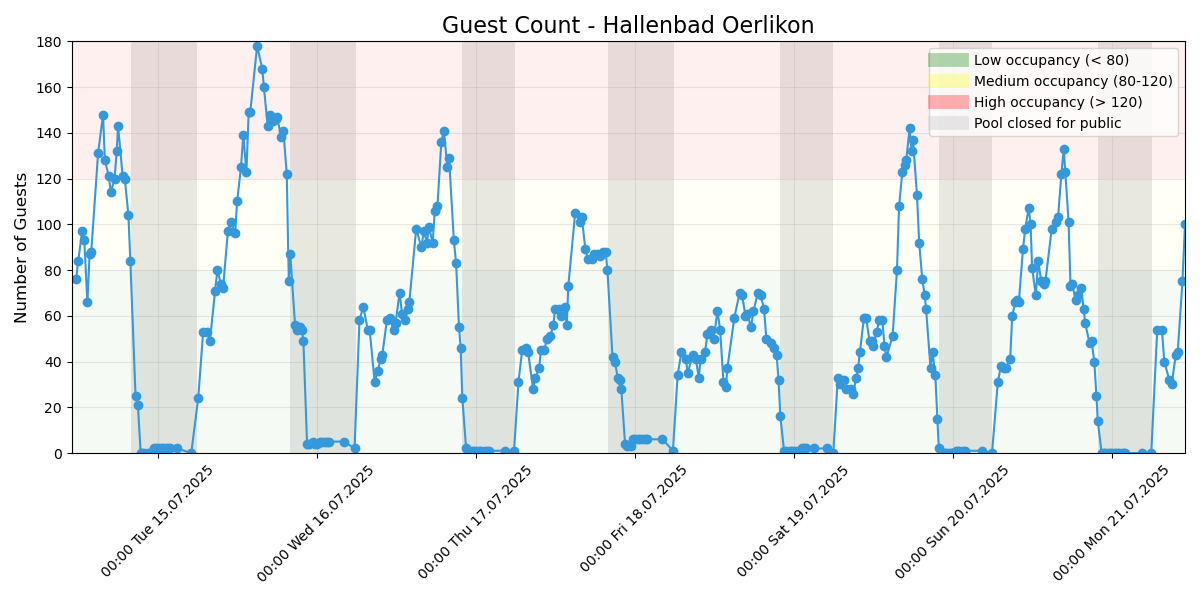 Guest Count - Hallenbad Oerlikon
Number of Guests
180
160
140
120
100
80
60
40
20
0
Low occupancy (< 80)
Medium occupancy (80-120)
High occupancy (> 120)
Pool closed for public
00:00 Tue 15.07.2025
00:00 Wed 16.07.2025
00:00 Thu 17.07.2025
00:00 Fri 18.07.2025
00:00 Sat 19.07.2025
00:00 Sun 20.07.2025
00:00 Mon 21.07.2025